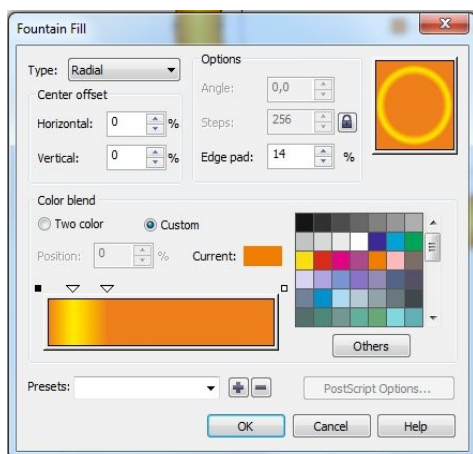 Fountain Fill
Type: Radial
Options
Center offset
Angle: 0,0
Horizontal: 0 %
Steps: 256
Vertical: 0 %
Edge pad: 14 %
Color blend
Two color Custom
Position: 0 % Current:
Others
Presets: PostScript Options...
OK Cancel Help